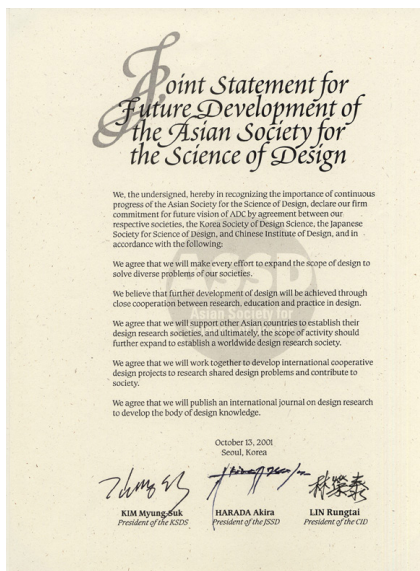 Joint Statement for
Future Development of
the Asian Society for
the Science of Design
We, the undersigned, hereby in recognizing the importance of continuous
progress of the Asian Society for the Science of Design, declare our firm
commitment for future vision of ADC by agreement between our
respective societies, the Korea Society of Design Science, the Japanese
Society for Science of Design, and Chinese Institute of Design, and in
accordance with the following:
We agree that we will make every effort to expand the scope of design to
solve diverse problems of our societies.
We believe that further development of design will be achieved through
close cooperation between research, education and practice in design.
Asian Society for
We agree that we will support other Asian countries to establish their
design research societies, and ultimately, the scope of activity should
further expand to establish a worldwide design research society.
We agree that we will work together to develop international cooperative
design projects to research shared design problems and contribute to
society.
We agree that we will publish an international journal on design research
to develop the body of design knowledge.
October 13, 2001
Seoul, Korea
林榮泰
KIM Myung-Suk HARADA Akira LIN Rungtai
President of the KSDS President of the JSSD President of the CID